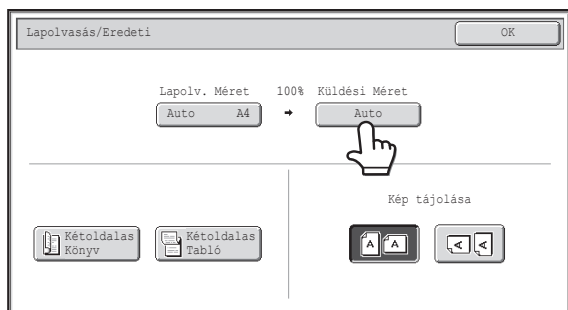 Lapolvasás/Eredeti
OK
Lapolv. Méret 100% Küldési Méret
Auto A4 → Auto
Kép tájolása
Kétoldalas
Könyv
Kétoldalas
Tabló
A A A A